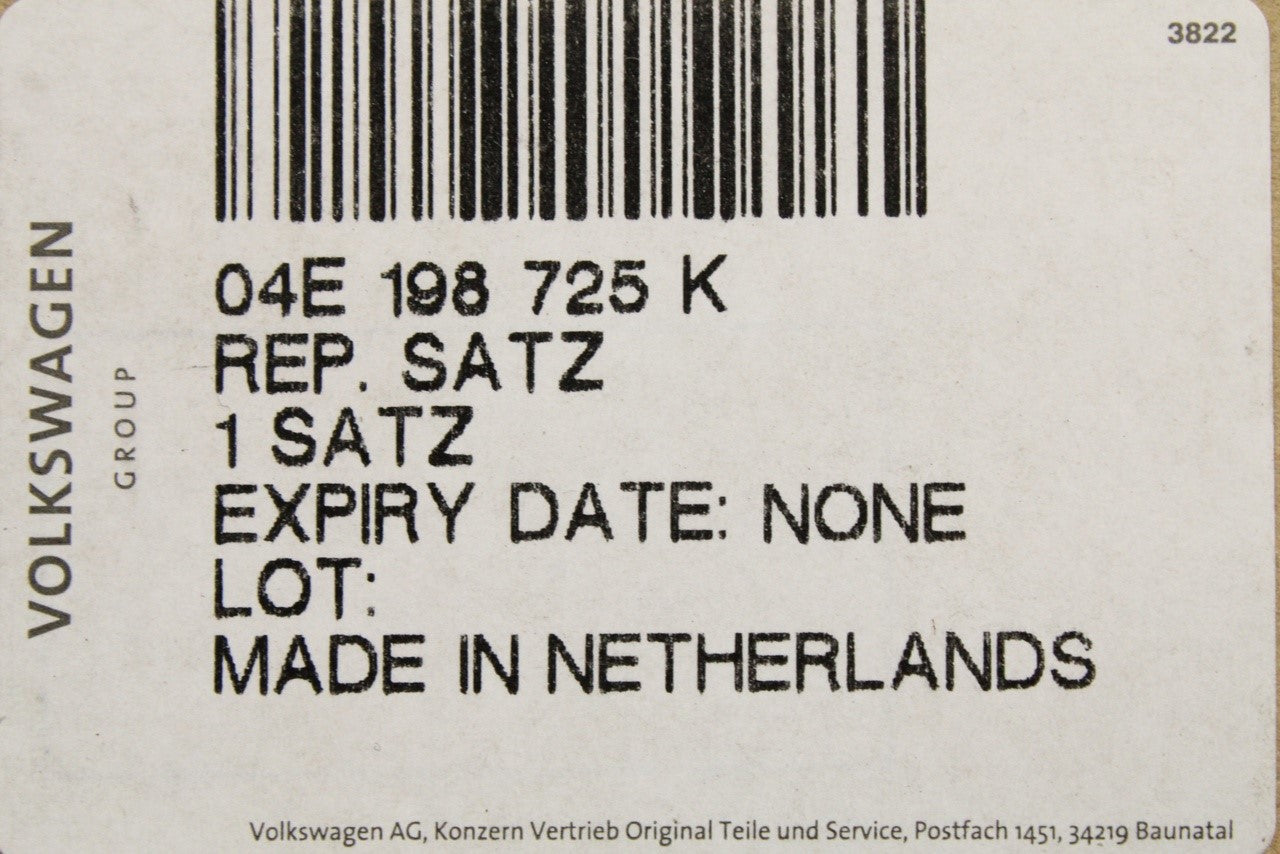 3822
VOLKSWAGEN
GROUP
04E 198 725 K
REP. SATZ
1 SATZ
EXPIRY DATE: NONE
LOT:
MADE IN NETHERLANDS
Volkswagen AG, Konzern Vertrieb Original Teile und Service, Postfach 1451, 34219 Baunatal